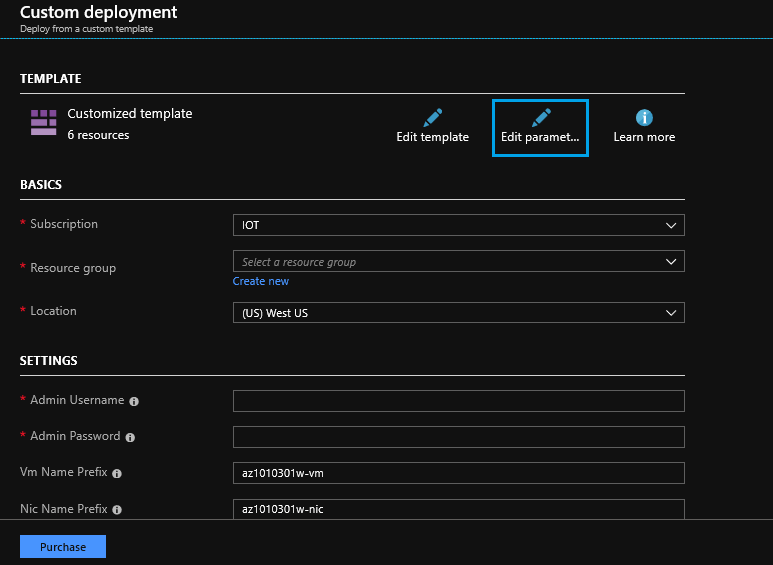 Custom deployment
Deploy from a custom template
TEMPLATE
Customized template
6 resources
Edit template
Edit paramet...
Learn more
BASICS
* Subscription
IOT
* Resource group
Select a resource group
Create new
* Location
(US) West US
SETTINGS
* Admin Username
* Admin Password
Vm Name Prefix
az1010301w-vm
Nic Name Prefix
az1010301w-nic
Purchase